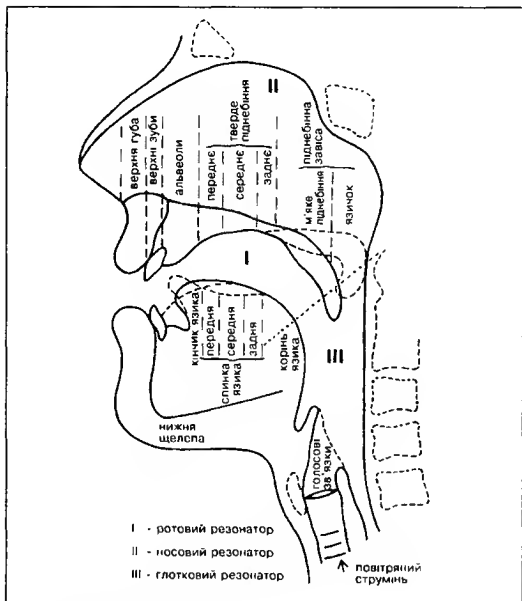 II
верхня губа
верхні зуби
альвеоли
тверде
піднебіння
переднє
середнє
заднє
піднебінна
завіса
м'яке
піднебіння
язичок
I
кінчик язика
передня
середня
задня
спинка
язика
корінь
язика
III
нижня
щелепа
голосові
зв'язки
I - ротовий резонатор
II - носовий резонатор
III - глотковий резонатор
повітряний
струмінь